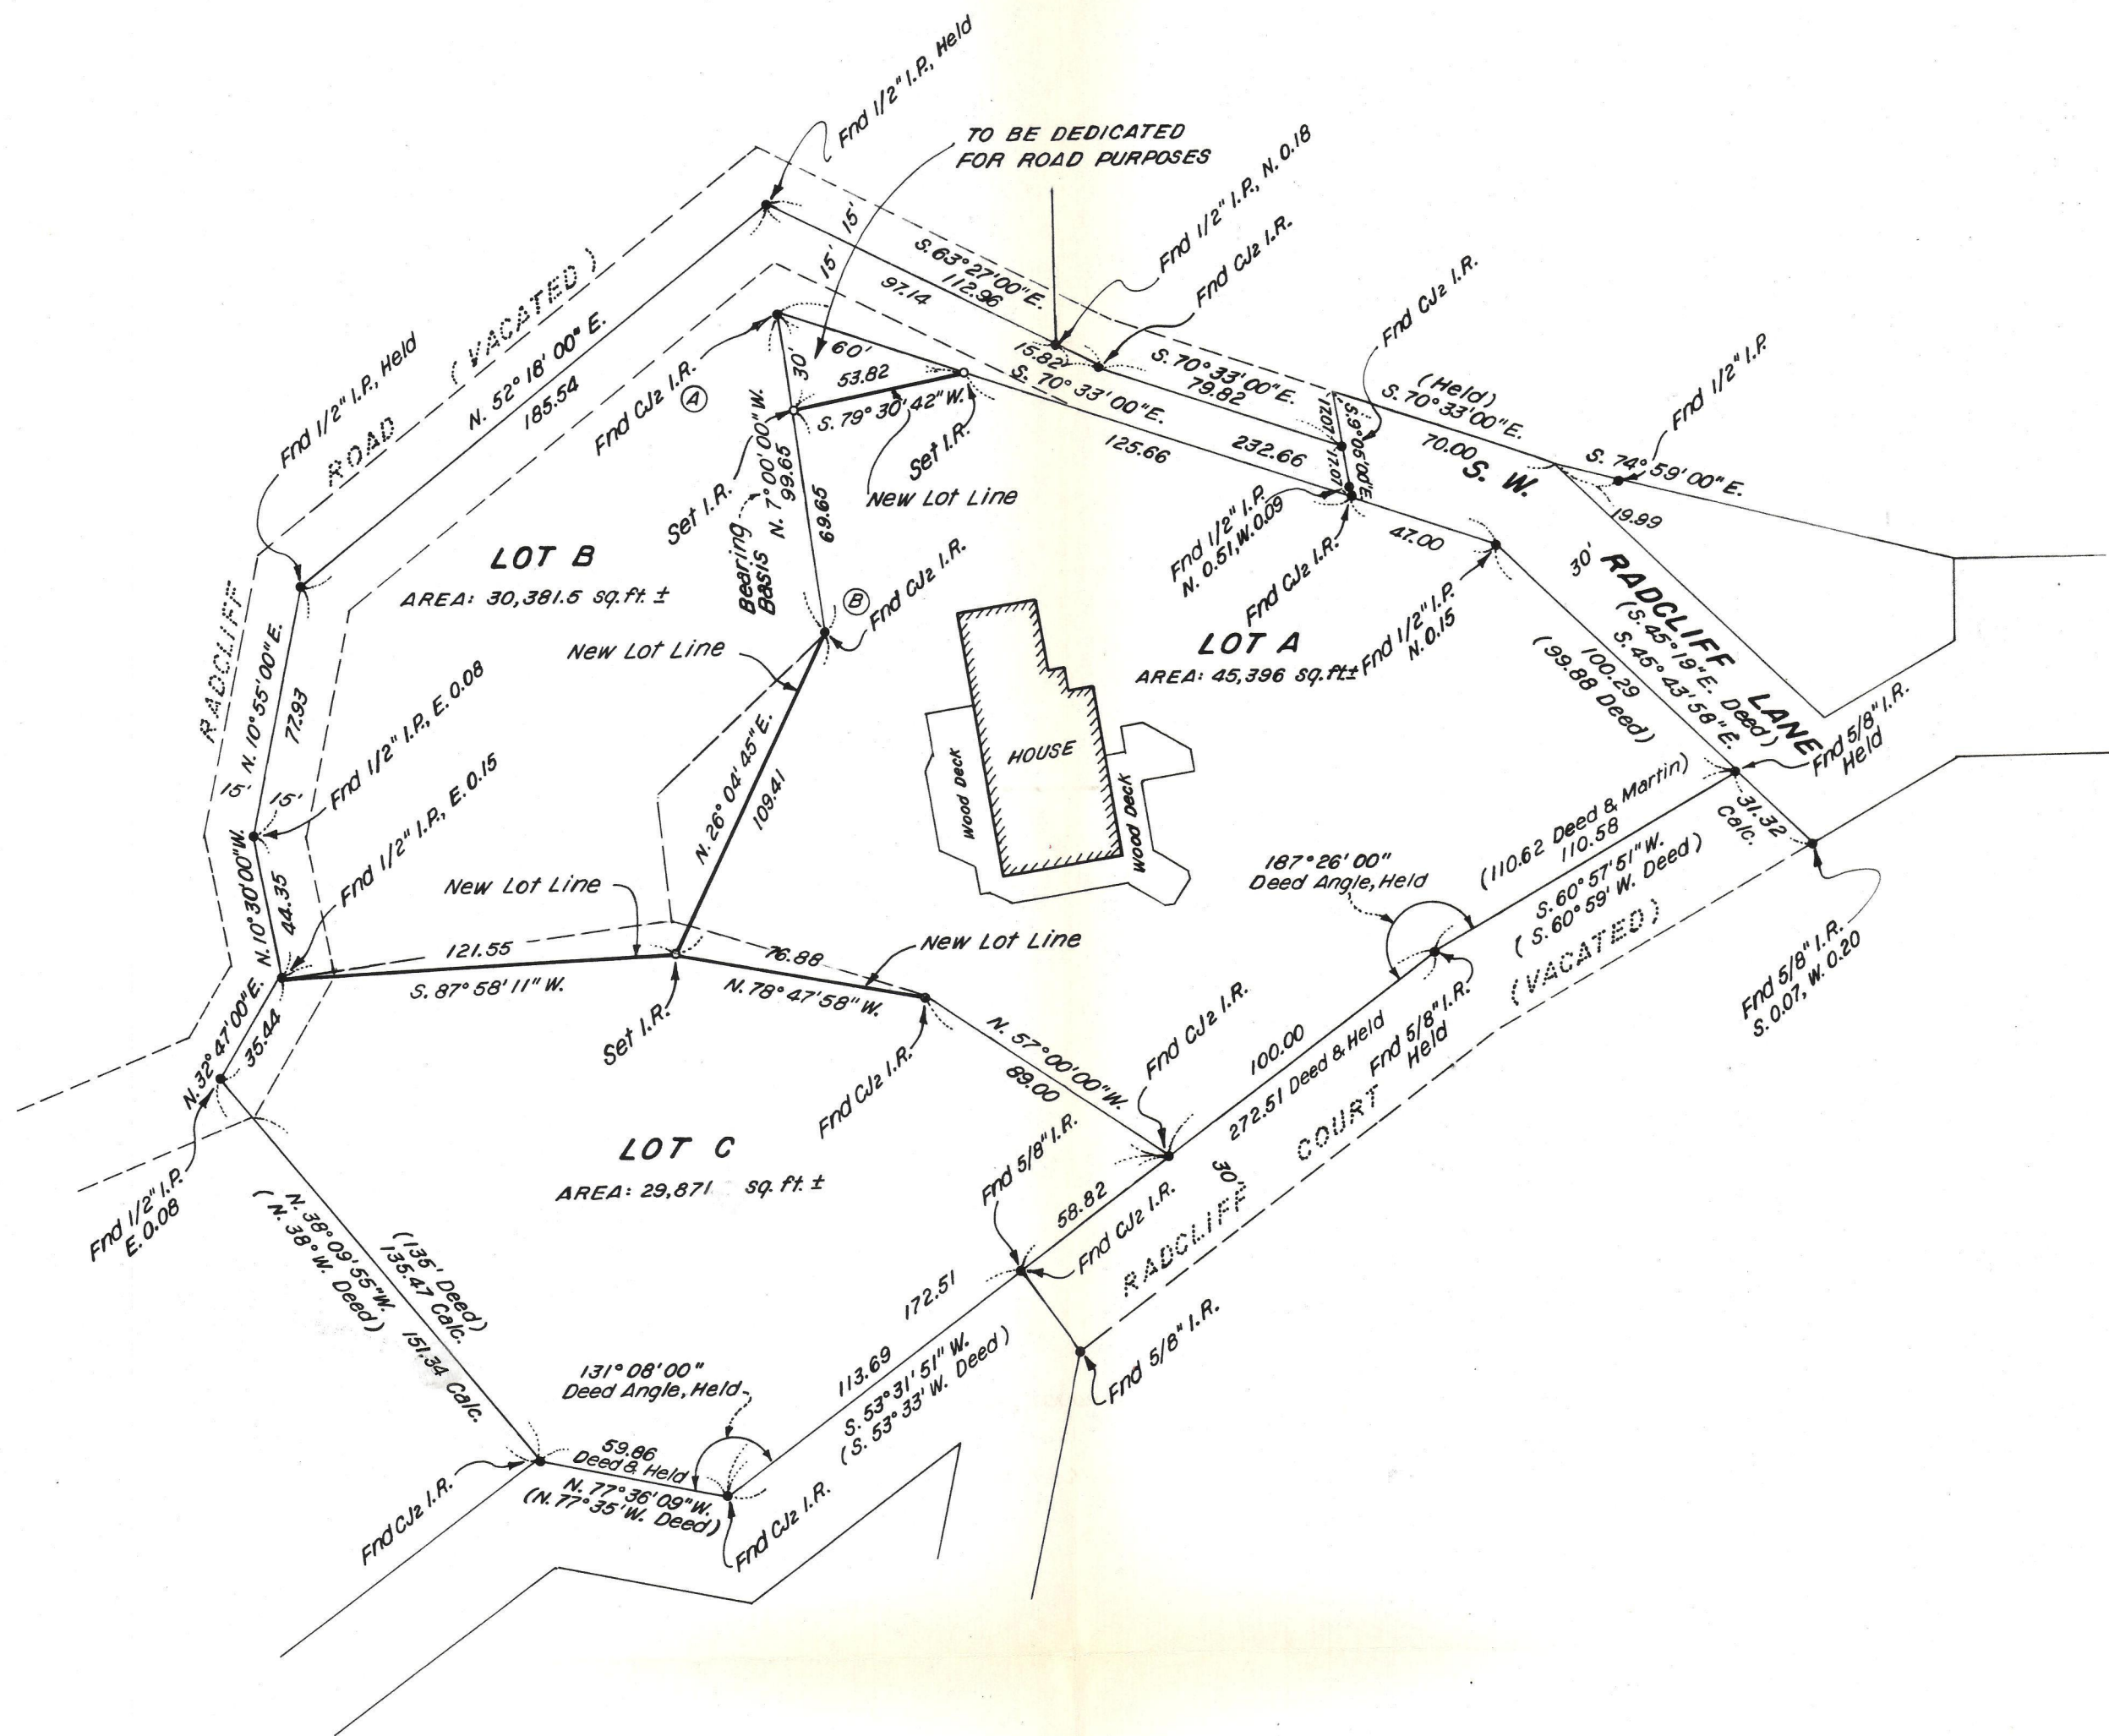 Fnd 1/2" I.P., Held
TO BE DEDICATED
FOR ROAD PURPOSES
Fnd 1/2" I.P., N. 0.18
Fnd CJ2 I.R.
Fnd CJ2 I.R.
15'
15'
S. 63° 27' 00" E.
112.96
97.14
15.82
S. 70° 33' 00" E.
79.82
(Held)
S. 70° 33' 00" E.
70.00
Fnd 1/2" I.P.
S. 74° 59' 00" E.
19.99
Fnd 1/2" I.P., Held
(VACATED)
ROAD
N. 52° 18' 00" E.
185.54
Fnd CJ2 I.R.
A
30'
60'
53.82
S. 79° 30' 42" W.
Set I.R.
Set I.R.
New Lot Line
S. 70° 33' 00" E.
125.66
232.66
17.07
17.07
S. 9° 06' 00" E.
Fnd 1/2" I.P.
N. 0.51, W. 0.09
Fnd CJ2 I.R.
47.00
Fnd 1/2" I.P.
N. 0.15
S. W.
RADCLIFF LANE
30'
(S. 45° 19" E. Deed)
S. 45° 43' 58" E.
100.29
(99.88 Deed)
Fnd 5/8" I.R.
Held
Bearing
Basis
N. 7° 00' 00" W.
99.65
69.65
B
Fnd CJ2 I.R.
LOT B
AREA: 30,381.5 sq.ft ±
New Lot Line
LOT A
AREA: 45,396 sq.ft±
HOUSE
Wood Deck
Wood Deck
RADCLIFF
N. 10° 55' 00" E.
77.93
15'
15'
Fnd 1/2" I.P., E. 0.08
Fnd 1/2" I.P., E. 0.15
N. 10° 30' 00" W.
44.35
N. 26° 04' 45" E.
109.41
New Lot Line
121.55
S. 87° 58' 11" W.
Set I.R.
76.88
N. 78° 47' 58" W.
New Lot Line
Fnd CJ2 I.R.
N. 57° 00' 00" W.
89.00
Fnd CJ2 I.R.
187° 26' 00"
Deed Angle, Held
(110.62 Deed & Martin)
110.58
S. 60° 57' 51" W.
(S. 60° 59' W. Deed)
31.32
Calc.
(VACATED)
Fnd 5/8" I.R.
S. 0.07, W. 0.20
Fnd 5/8" I.R.
Held
100.00
272.51 Deed & Held
COURT
RADCLIFF
30'
N. 32° 47' 00" E.
35.44
Fnd 1/2" I.P.
E. 0.08
LOT C
AREA: 29,871 sq. ft. ±
Fnd 5/8" I.R.
58.82
Fnd CJ2 I.R.
Fnd 5/8" I.R.
(135' Deed)
135.47 Calc.
N. 38° 09' 55" W.
(N. 38° W. Deed)
151.34 Calc.
172.51
113.69
S. 53° 31' 51" W.
(S. 53° 33' W. Deed)
131° 08' 00"
Deed Angle, Held
59.86
Deed & Held
N. 77° 36' 09" W.
(N. 77° 35' W. Deed)
Fnd CJ2 I.R.
Fnd CJ2 I.R.